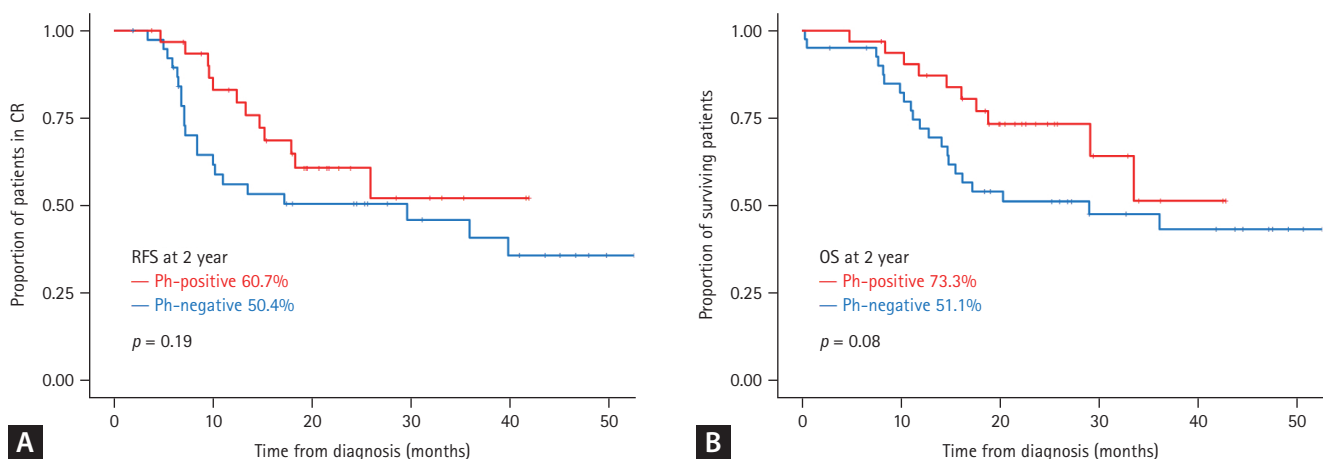 Proportion of patients in CR
1.00
0.75
0.50
0.25
0.00
RFS at 2 year
Ph-positive 60.7%
Ph-negative 50.4%
p = 0.19
0 10 20 30 40 50
Time from diagnosis (months)
A
Proportion of surviving patients
1.00
0.75
0.50
0.25
0.00
OS at 2 year
Ph-positive 73.3%
Ph-negative 51.1%
p = 0.08
0 10 20 30 40 50
Time from diagnosis (months)
B